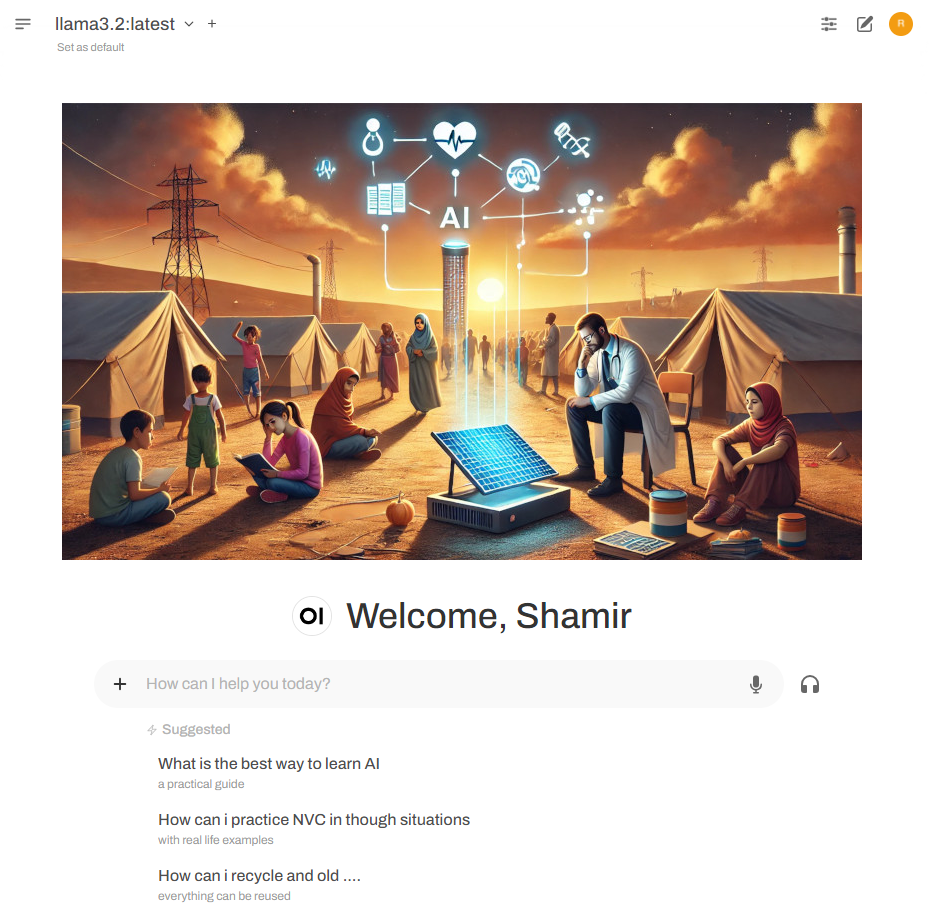 llama3.2:latest
Set as default
R
AI
OI Welcome, Shamir
How can I help you today?
Suggested
What is the best way to learn AI
a practical guide
How can i practice NVC in though situations
with real life examples
How can i recycle and old ....
everything can be reused